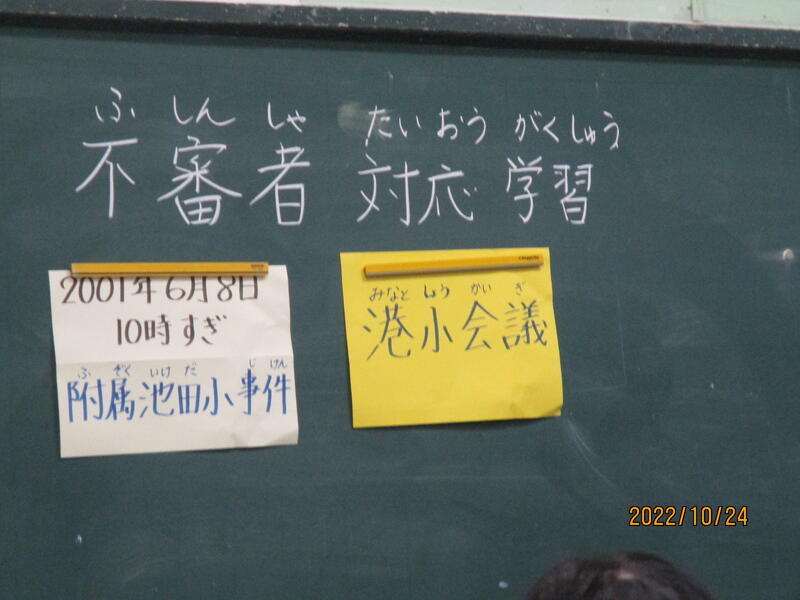 ふ しん しゃ たい おう がくしゅう
不審者 対応 学習
2001年6月8日
10時すぎ
ふ ぞく いけ だ じ けん
附属池田小事件
みなと しょう かい ぎ
港小会議
2022/10/24